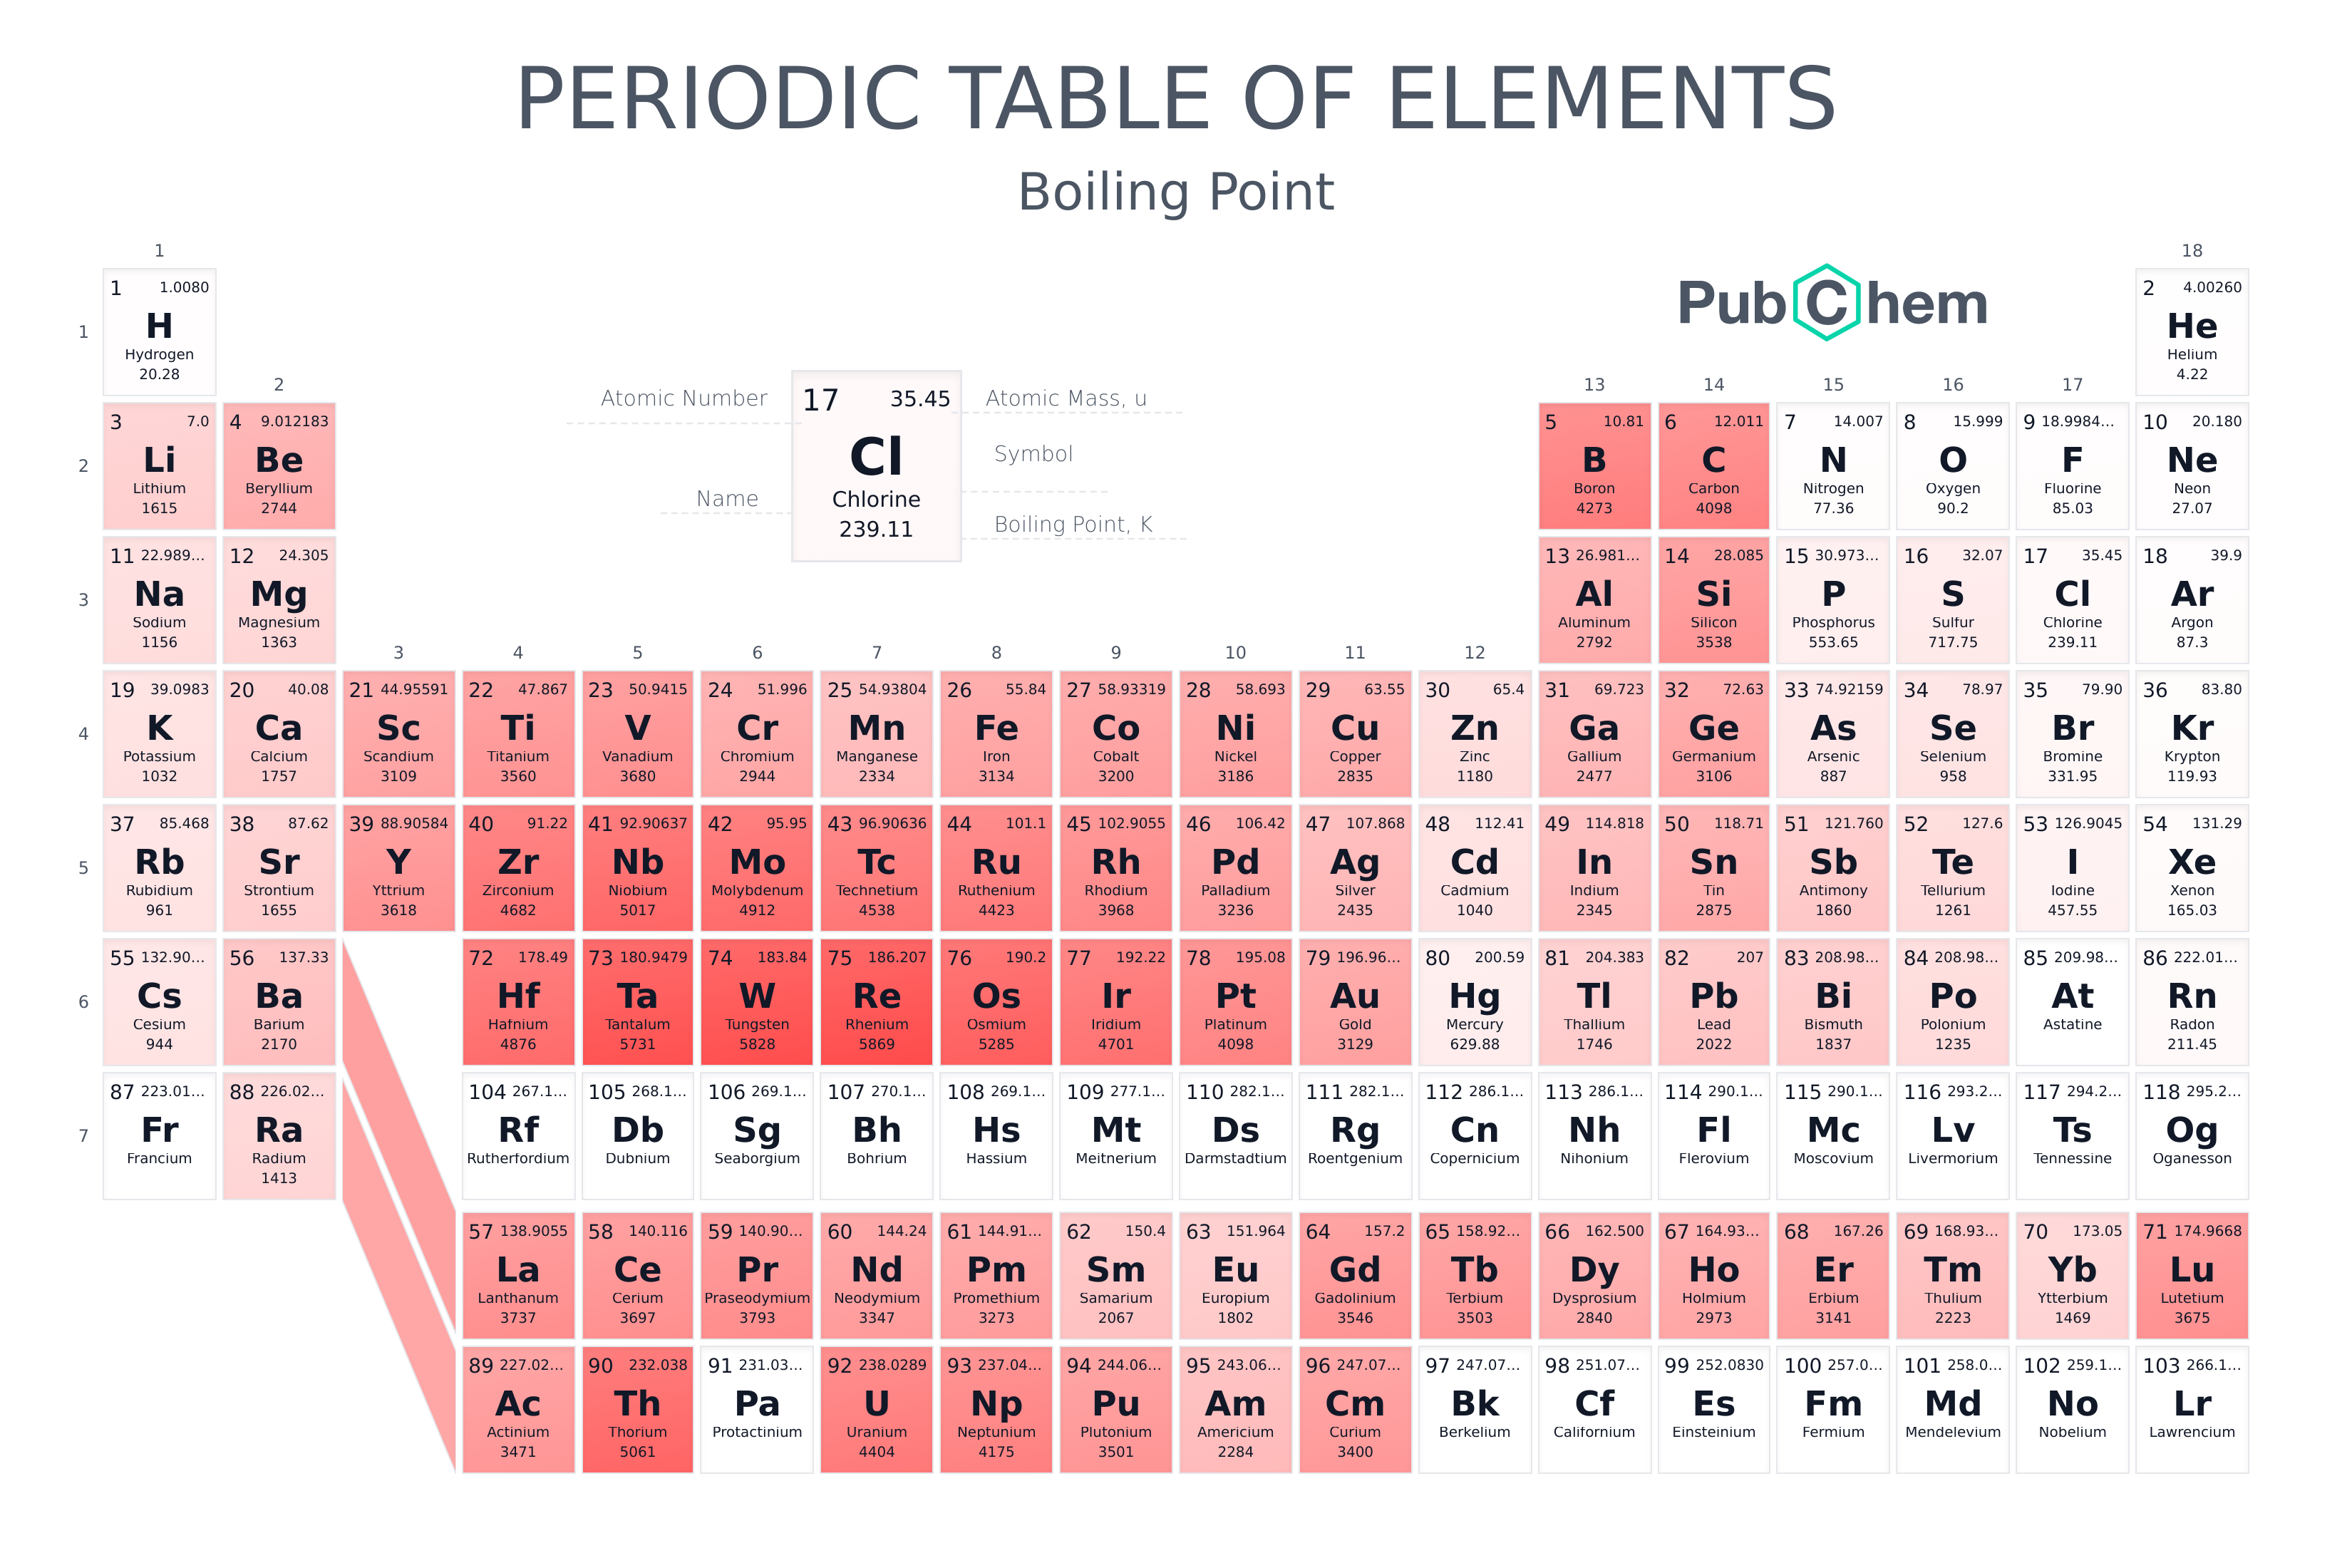 PERIODIC TABLE OF ELEMENTS
Boiling Point
1 18
PubChem
1 1.0080 2 4.00260
H He
1
Hydrogen Helium
20.28 4.22
2 13 14 15 16 17
Atomic Number 17 35.45 Atomic Mass, u
Cl Symbol
Name Chlorine
239.11 Boiling Point, K
3 7.0 4 9.012183 5 10.81 6 12.011 7 14.007 8 15.999 9 18.9984... 10 20.180
Li Be B C N O F Ne
2
Lithium Beryllium Boron Carbon Nitrogen Oxygen Fluorine Neon
1615 2744 4273 4098 77.36 90.2 85.03 27.07
11 22.989... 12 24.305 13 26.981... 14 28.085 15 30.973... 16 32.07 17 35.45 18 39.9
Na Mg Al Si P S Cl Ar
3
Sodium Magnesium Aluminum Silicon Phosphorus Sulfur Chlorine Argon
1156 1363 2792 3538 553.65 717.75 239.11 87.3
3 4 5 6 7 8 9 10 11 12
19 39.0983 20 40.08 21 44.95591 22 47.867 23 50.9415 24 51.996 25 54.93804 26 55.84 27 58.93319 28 58.693 29 63.55 30 65.4 31 69.723 32 72.63 33 74.92159 34 78.97 35 79.90 36 83.80
K Ca Sc Ti V Cr Mn Fe Co Ni Cu Zn Ga Ge As Se Br Kr
4
Potassium Calcium Scandium Titanium Vanadium Chromium Manganese Iron Cobalt Nickel Copper Zinc Gallium Germanium Arsenic Selenium Bromine Krypton
1032 1757 3109 3560 3680 2944 2334 3134 3200 3186 2835 1180 2477 3106 887 958 331.95 119.93
37 85.468 38 87.62 39 88.90584 40 91.22 41 92.90637 42 95.95 43 96.90636 44 101.1 45 102.9055 46 106.42 47 107.868 48 112.41 49 114.818 50 118.71 51 121.760 52 127.6 53 126.9045 54 131.29
Rb Sr Y Zr Nb Mo Tc Ru Rh Pd Ag Cd In Sn Sb Te I Xe
5
Rubidium Strontium Yttrium Zirconium Niobium Molybdenum Technetium Ruthenium Rhodium Palladium Silver Cadmium Indium Tin Antimony Tellurium Iodine Xenon
961 1655 3618 4682 5017 4912 4538 4423 3968 3236 2435 1040 2345 2875 1860 1261 457.55 165.03
55 132.90... 56 137.33 72 178.49 73 180.9479 74 183.84 75 186.207 76 190.2 77 192.22 78 195.08 79 196.96... 80 200.59 81 204.383 82 207 83 208.98... 84 208.98... 85 209.98... 86 222.01...
Cs Ba Hf Ta W Re Os Ir Pt Au Hg Tl Pb Bi Po At Rn
6
Cesium Barium Hafnium Tantalum Tungsten Rhenium Osmium Iridium Platinum Gold Mercury Thallium Lead Bismuth Polonium Astatine Radon
944 2170 4876 5731 5828 5869 5285 4701 4098 3129 629.88 1746 2022 1837 1235 211.45
87 223.01... 88 226.02... 104 267.1... 105 268.1... 106 269.1... 107 270.1... 108 269.1... 109 277.1... 110 282.1... 111 282.1... 112 286.1... 113 286.1... 114 290.1... 115 290.1... 116 293.2... 117 294.2... 118 295.2...
Fr Ra Rf Db Sg Bh Hs Mt Ds Rg Cn Nh Fl Mc Lv Ts Og
7
Francium Radium Rutherfordium Dubnium Seaborgium Bohrium Hassium Meitnerium Darmstadtium Roentgenium Copernicium Nihonium Flerovium Moscovium Livermorium Tennessine Oganesson
1413
57 138.9055 58 140.116 59 140.90... 60 144.24 61 144.91... 62 150.4 63 151.964 64 157.2 65 158.92... 66 162.500 67 164.93... 68 167.26 69 168.93... 70 173.05 71 174.9668
La Ce Pr Nd Pm Sm Eu Gd Tb Dy Ho Er Tm Yb Lu
Lanthanum Cerium Praseodymium Neodymium Promethium Samarium Europium Gadolinium Terbium Dysprosium Holmium Erbium Thulium Ytterbium Lutetium
3737 3697 3793 3347 3273 2067 1802 3546 3503 2840 2973 3141 2223 1469 3675
89 227.02... 90 232.038 91 231.03... 92 238.0289 93 237.04... 94 244.06... 95 243.06... 96 247.07... 97 247.07... 98 251.07... 99 252.0830 100 257.0... 101 258.0... 102 259.1... 103 266.1...
Ac Th Pa U Np Pu Am Cm Bk Cf Es Fm Md No Lr
Actinium Thorium Protactinium Uranium Neptunium Plutonium Americium Curium Berkelium Californium Einsteinium Fermium Mendelevium Nobelium Lawrencium
3471 5061 4404 4175 3501 2284 3400